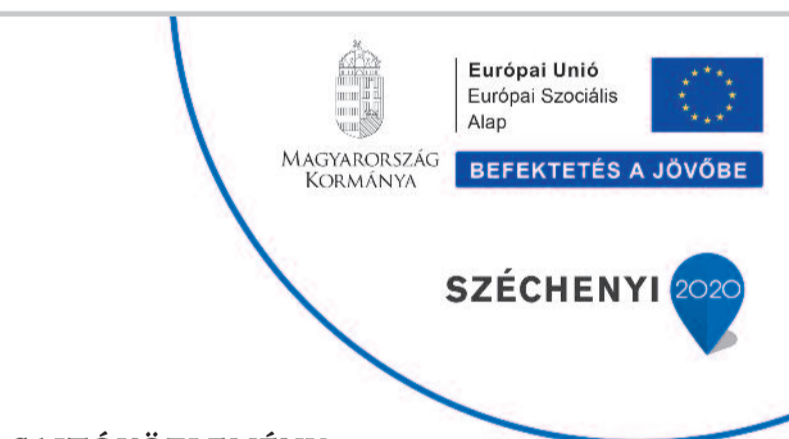 Európai Unió
Európai Szociális
Alap
MAGYARORSZÁG
KORMÁNYA
BEFEKTETÉS A JÖVŐBE
SZÉCHENYI 2020